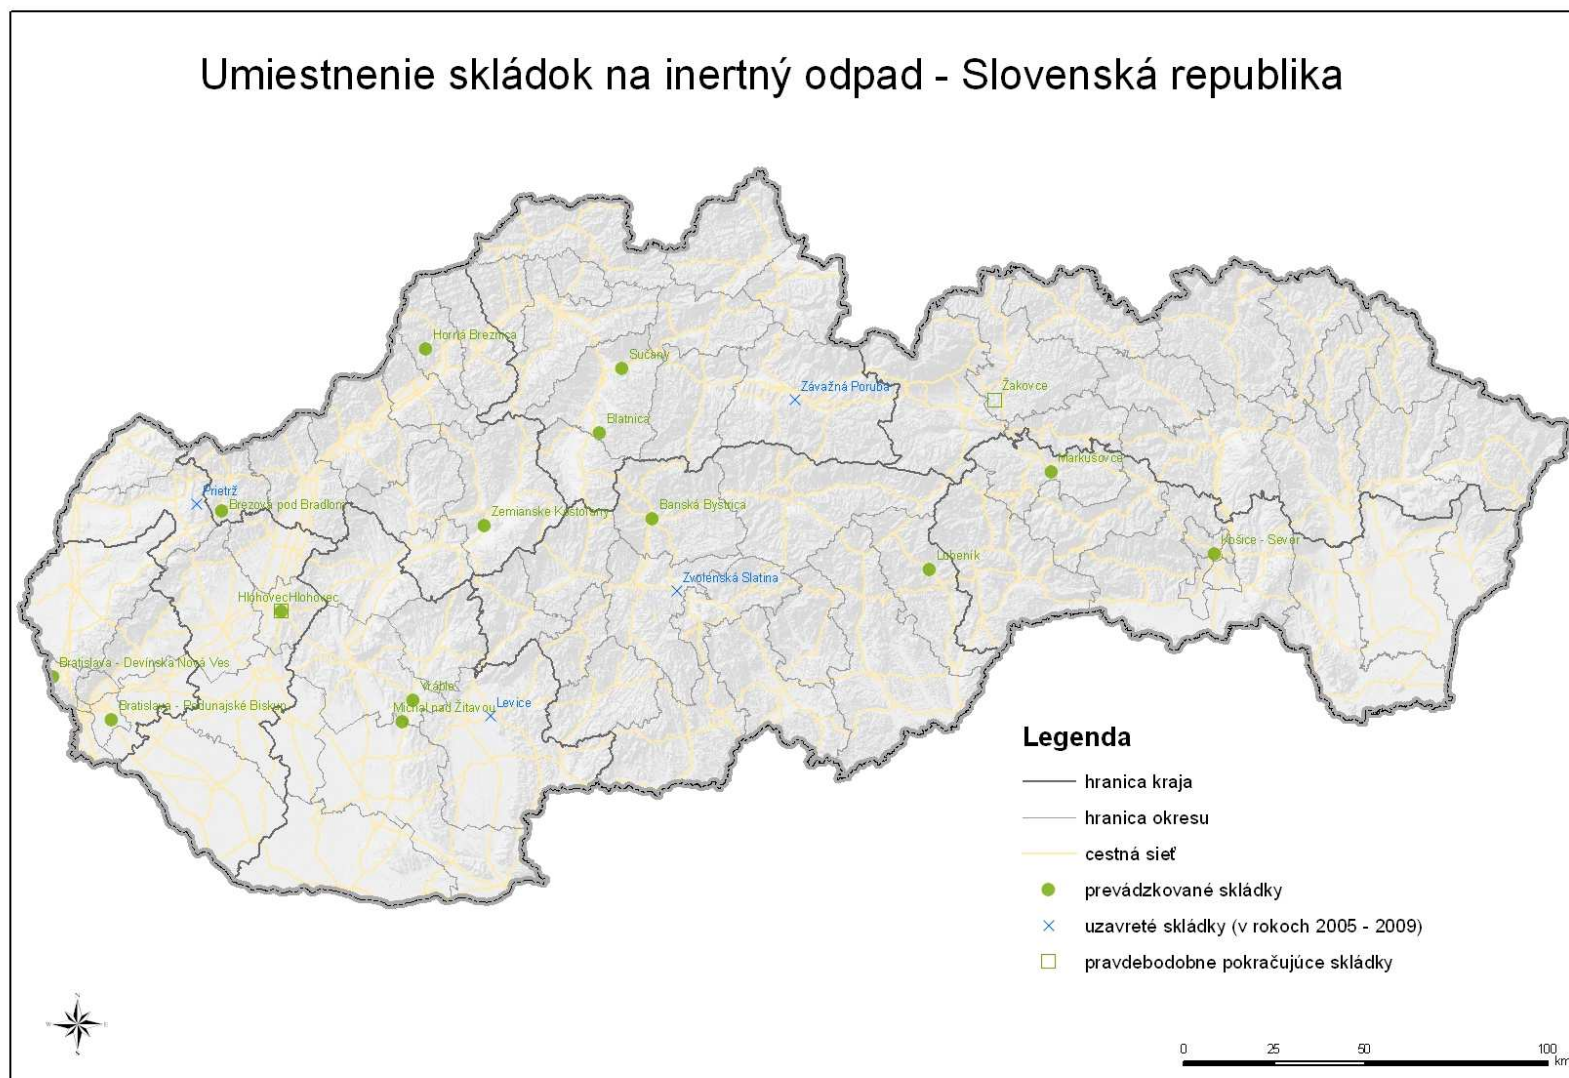 Umiestnenie skládok na inertný odpad - Slovenská republika
Horná Breznica
Sučany
Závažná Poruba
Žakovce
Blatnica
Markušovce
Prietrž
Brezová pod Bradlom
Zemianske Kostoľany
Banská Bystrica
Košice - Sever
Lubeník
Zvolenská Slatina
Hlohovec Hlohovec
Bratislava - Devínska Nová Ves
Vráble
Michal nad Žitavou
Levice
Bratislava - Podunajské Biskup
Legenda
hranica kraja
hranica okresu
cestná sieť
prevádzkované skládky
uzavreté skládky (v rokoch 2005 - 2009)
pravdebodobne pokračujúce skládky
N
W E
S
0 25 50 100
km